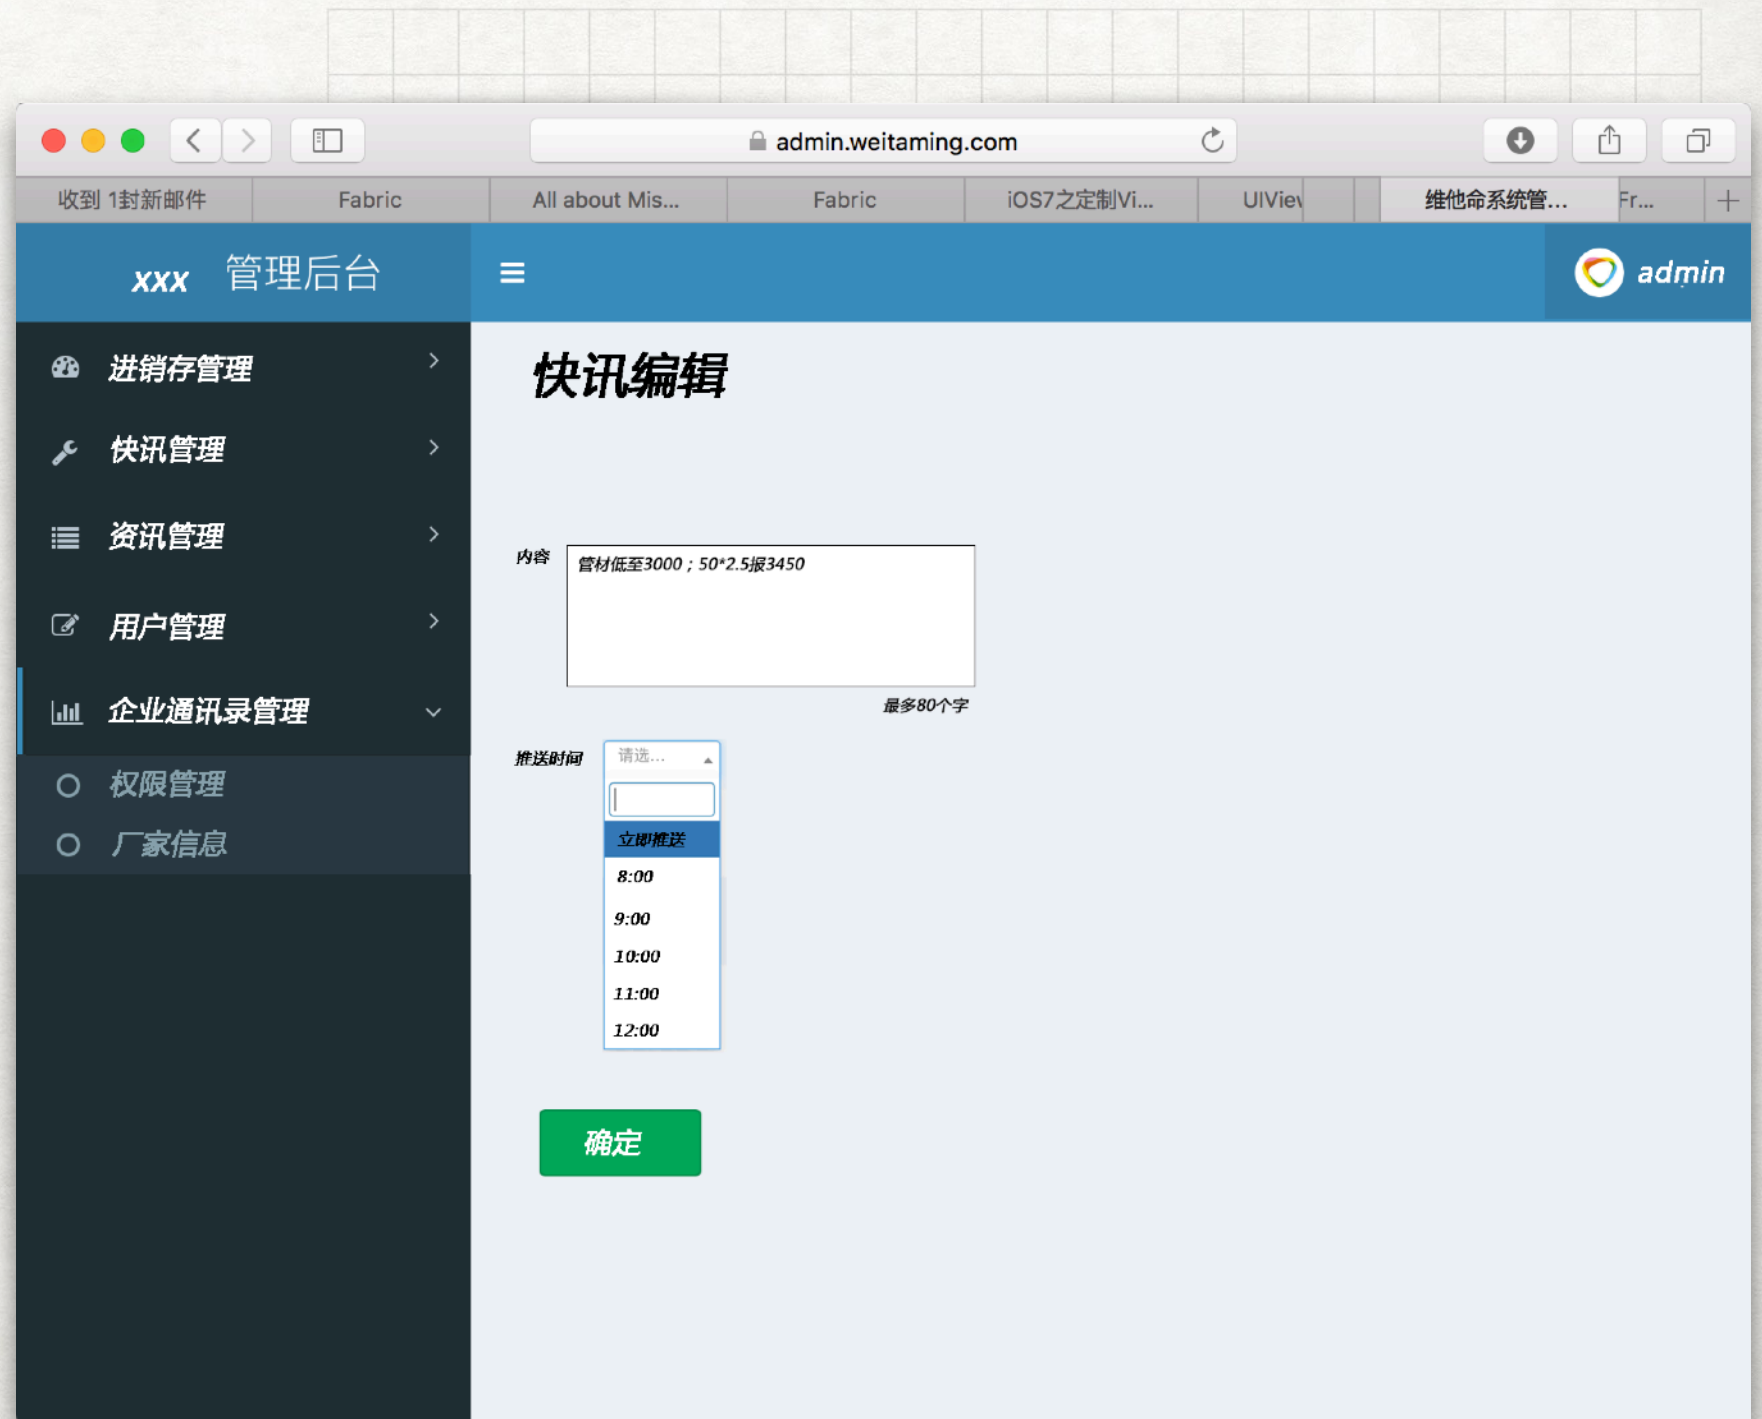 admin.weitaming.com
收到 1封新邮件
Fabric
All about Mis...
Fabric
iOS7之定制Vi...
UIView
维他命系统管...
Fr...
xxx 管理后台
admin
进销存管理
快讯管理
资讯管理
用户管理
企业通讯录管理
权限管理
厂家信息
快讯编辑
内容
管材低至3000；50*2.5报3450
最多80个字
推送时间
请选...
立即推送
8:00
9:00
10:00
11:00
12:00
确定